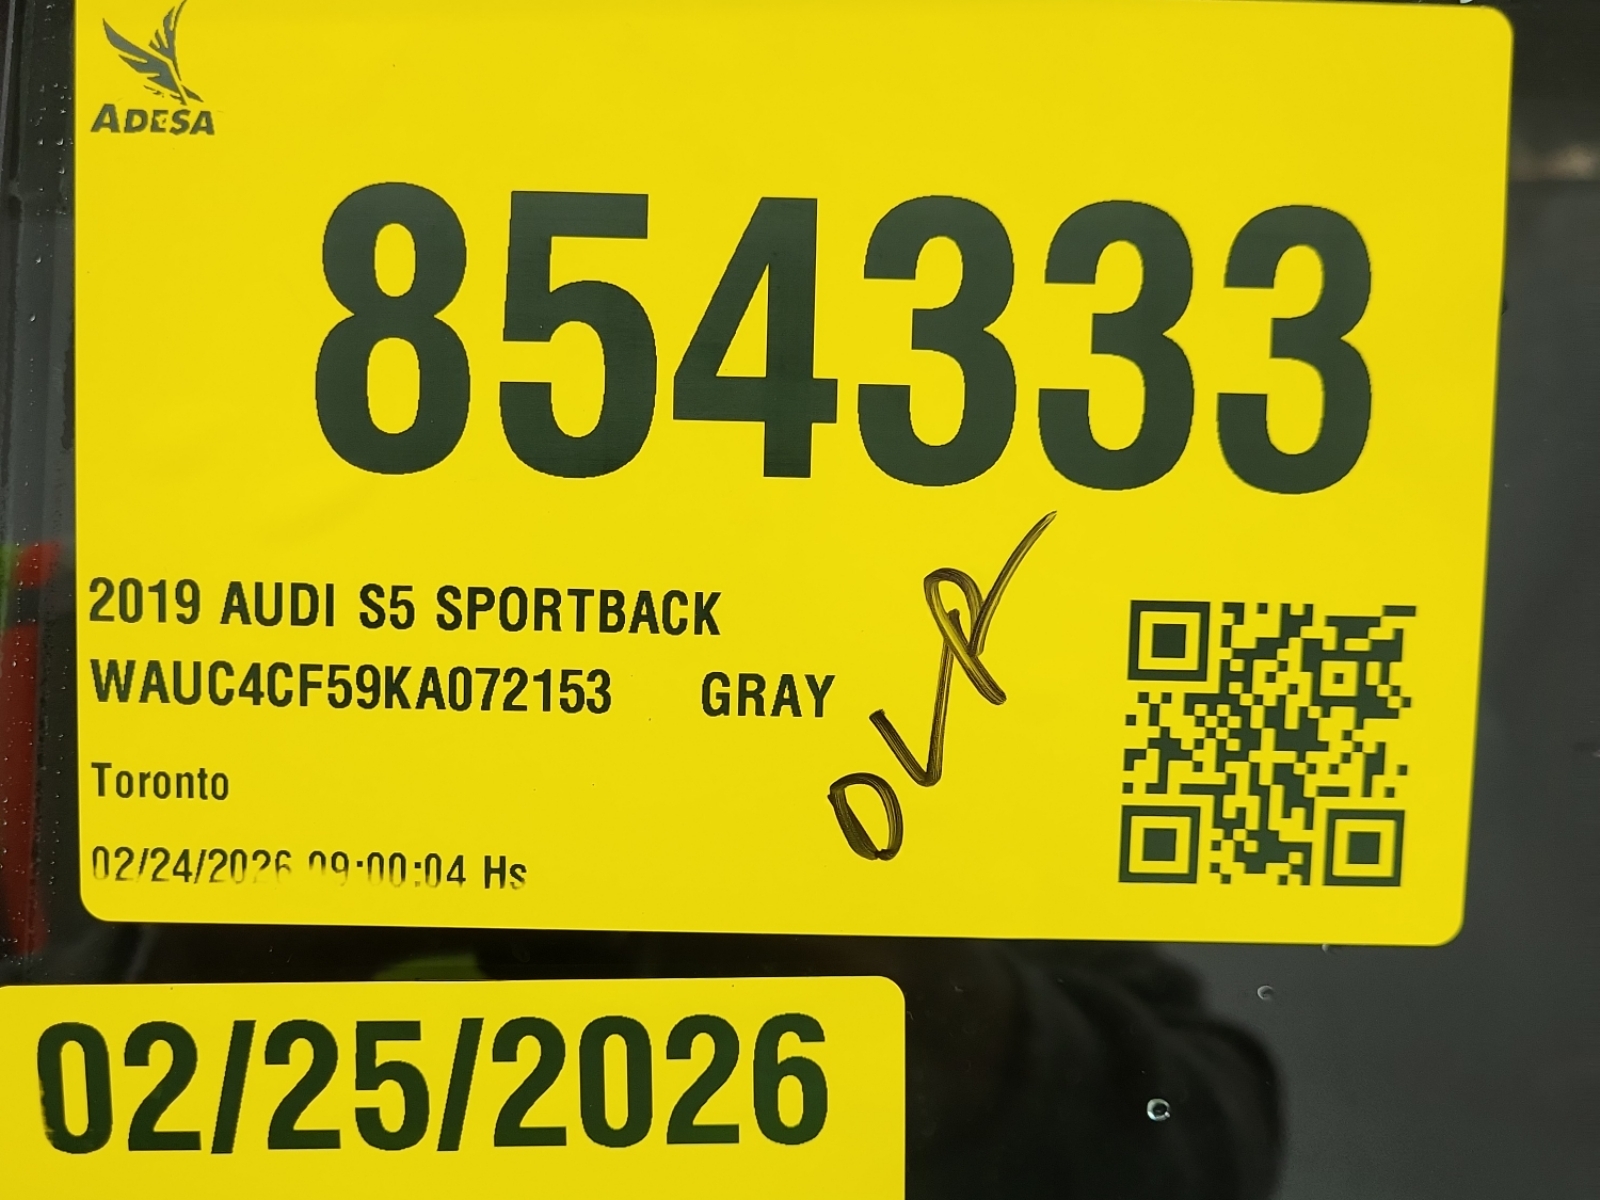 ADESA
854333
2019 AUDI S5 SPORTBACK
WAUC4CF59KA072153 GRAY
OVR
Toronto
02/24/2026 09:00:04 Hs
02/25/2026